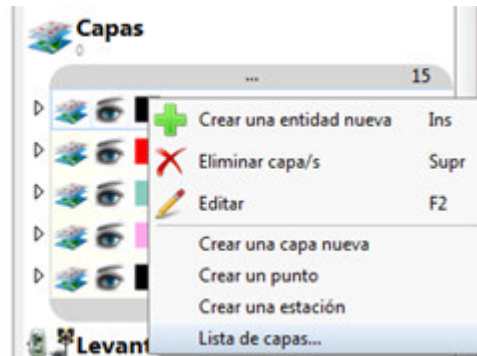 Capas
0
... 15
Crear una entidad nueva Ins
Eliminar capa/s Supr
Editar F2
Crear una capa nueva
Crear un punto
Crear una estación
Lista de capas...
Levant